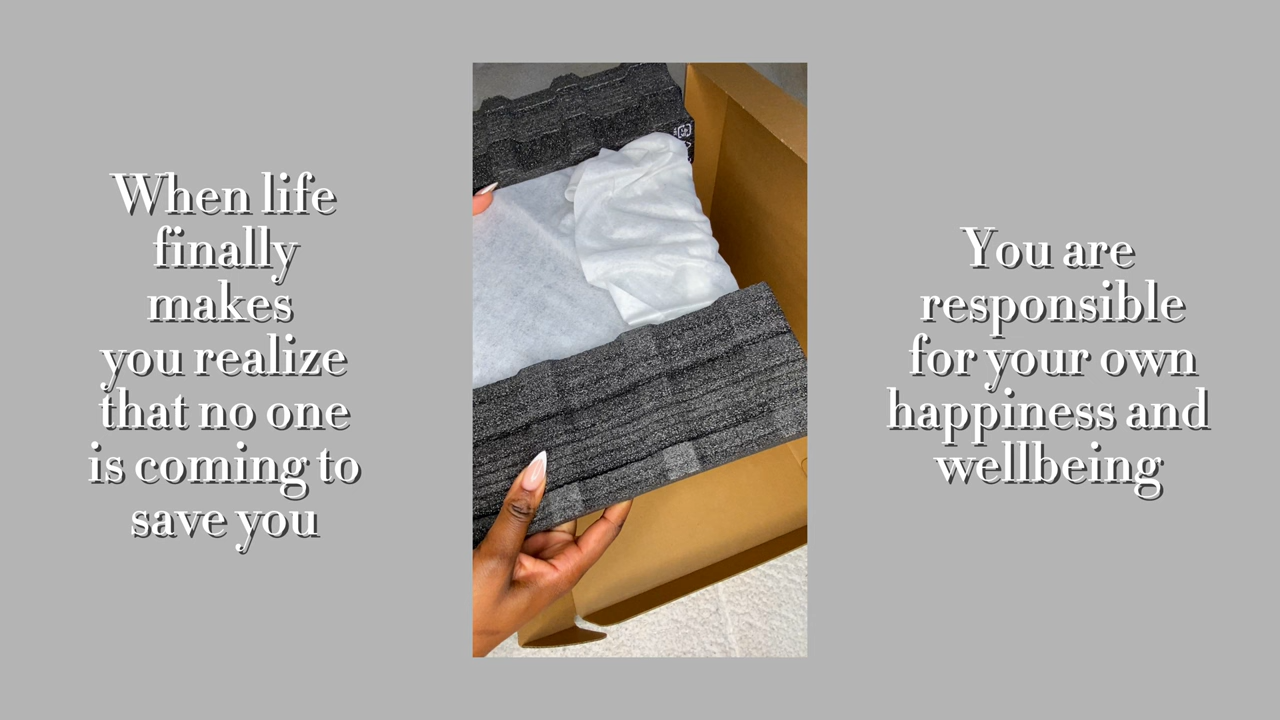 When life
finally
makes
you realize
that no one
is coming to
save you
You are
responsible
for your own
happiness and
wellbeing